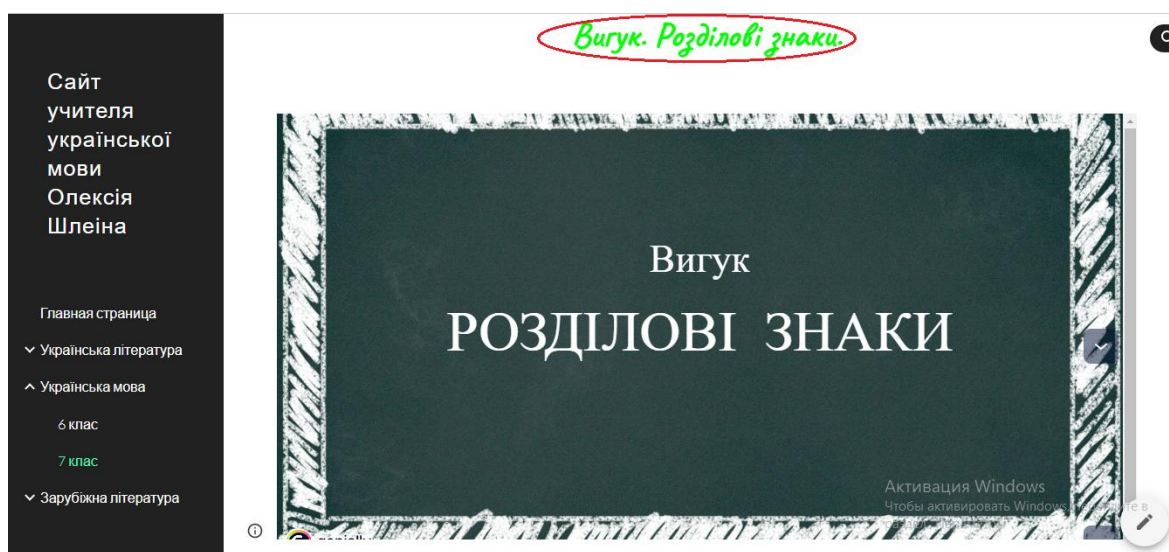 Вигук. Розділові знаки.
Сайт
учителя
української
мови
Олексія
Шлеіна
Главная страница
Українська література
Українська мова
6 клас
7 клас
Зарубіжна література
Вигук
РОЗДІЛОВІ ЗНАКИ
Активация Windows
Чтобы активировать Windows